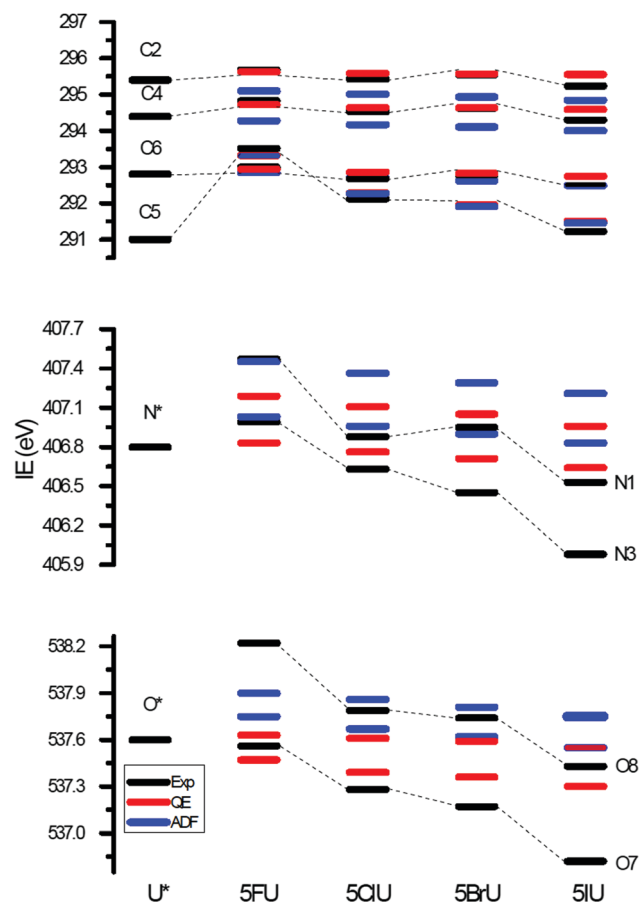 297
296
295
294
293
292
291
C2
C4
C6
C5
407.7
407.4
407.1
406.8
406.5
406.2
405.9
IE (eV)
N*
N1
N3
538.2
537.9
537.6
537.3
537.0
O*
O8
O7
Exp
QE
ADF
U* 5FU 5ClU 5BrU 5IU